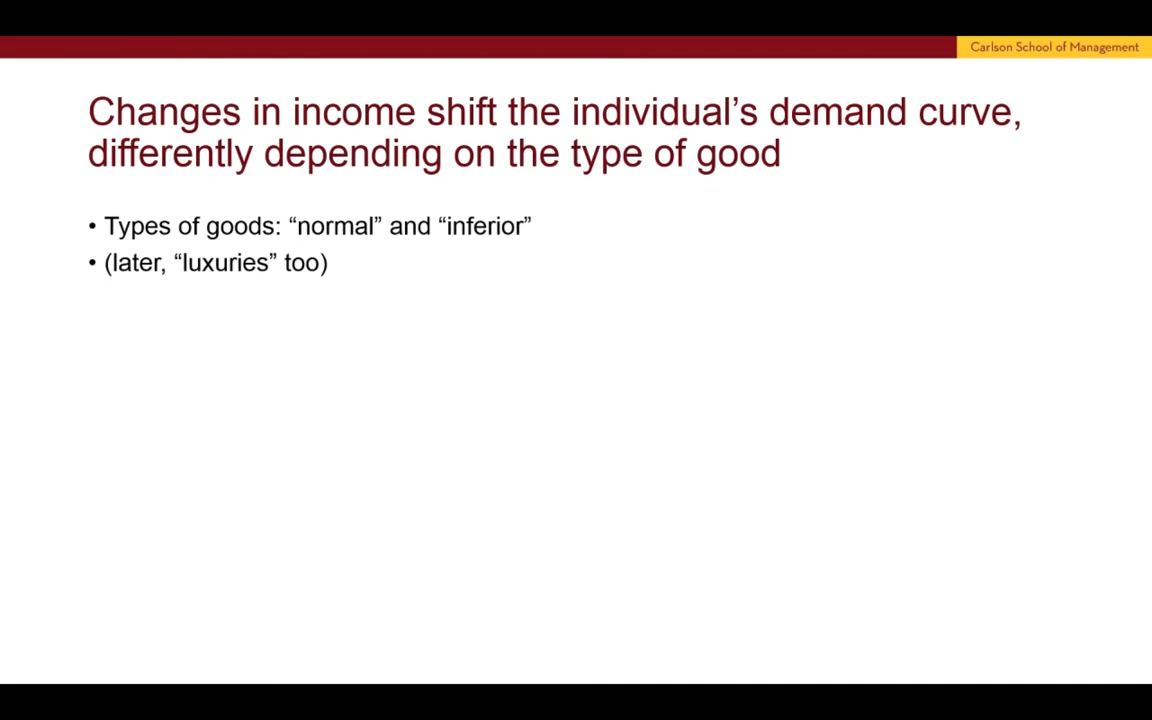 Carlson School of Management
Changes in income shift the individual’s demand curve,
differently depending on the type of good
• Types of goods: “normal” and “inferior”
• (later, “luxuries” too)